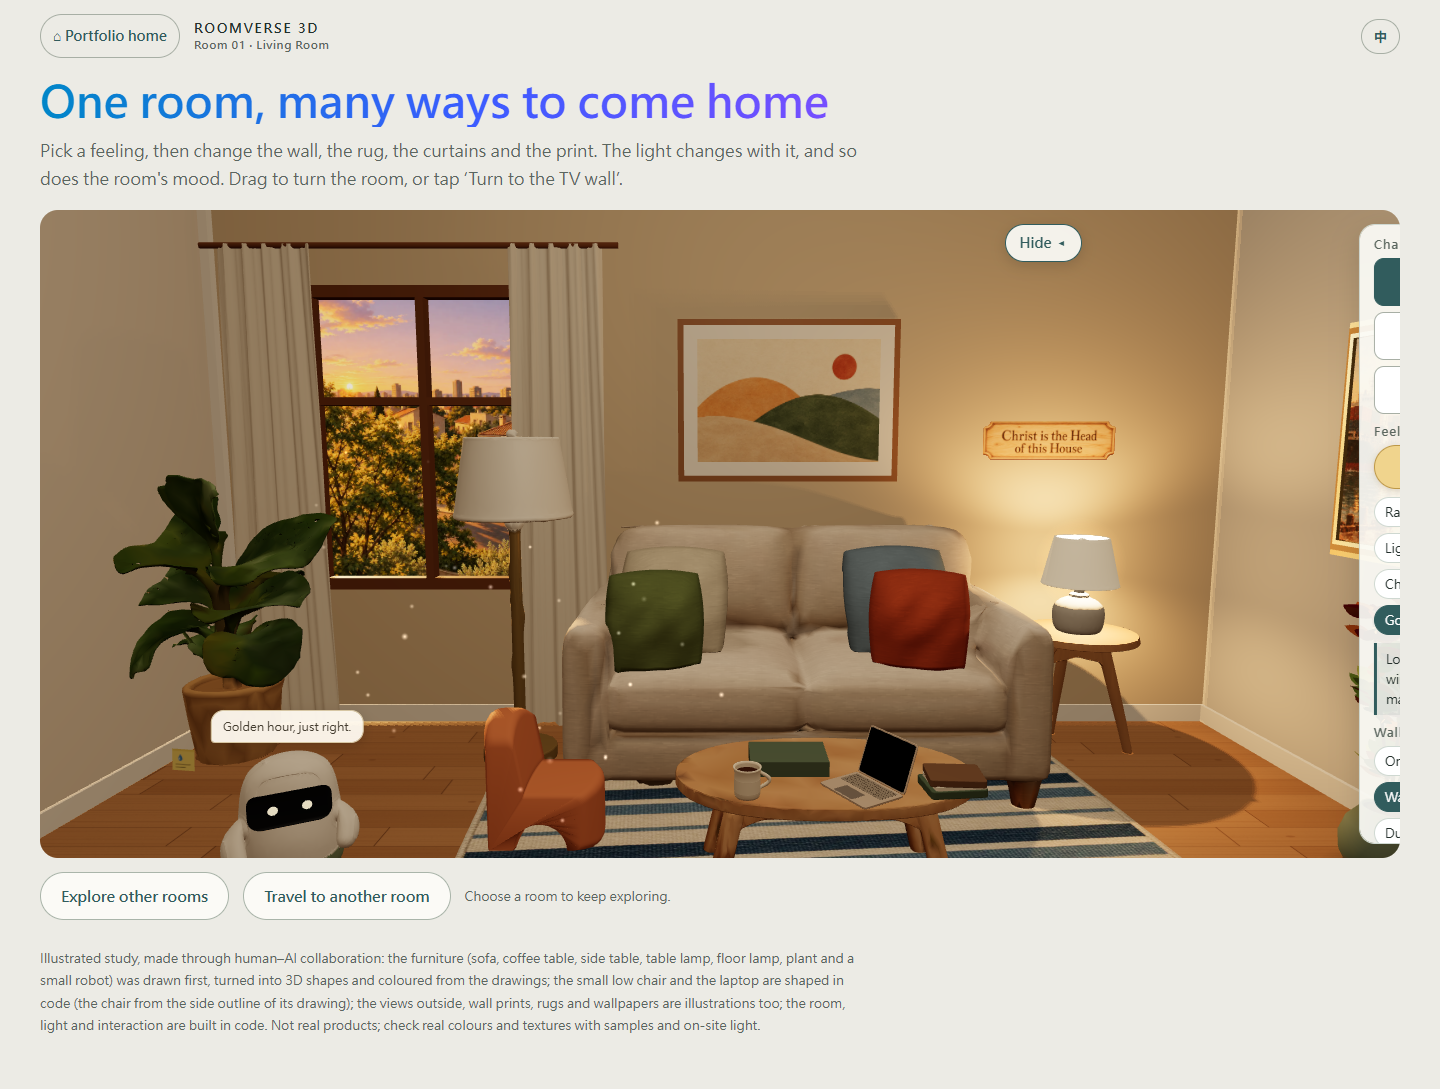 ⌂ Portfolio home
ROOMVERSE 3D
Room 01 · Living Room
中
One room, many ways to come home
Pick a feeling, then change the wall, the rug, the curtains and the print. The light changes with it, and so
does the room's mood. Drag to turn the room, or tap ‘Turn to the TV wall’.
Hide ◂
Christ is the Head
of this House
Golden hour, just right.
Explore other rooms
Travel to another room
Choose a room to keep exploring.
Illustrated study, made through human–AI collaboration: the furniture (sofa, coffee table, side table, table lamp, floor lamp, plant and a
small robot) was drawn first, turned into 3D shapes and coloured from the drawings; the small low chair and the laptop are shaped in
code (the chair from the side outline of its drawing); the views outside, wall prints, rugs and wallpapers are illustrations too; the room,
light and interaction are built in code. Not real products; check real colours and textures with samples and on-site light.